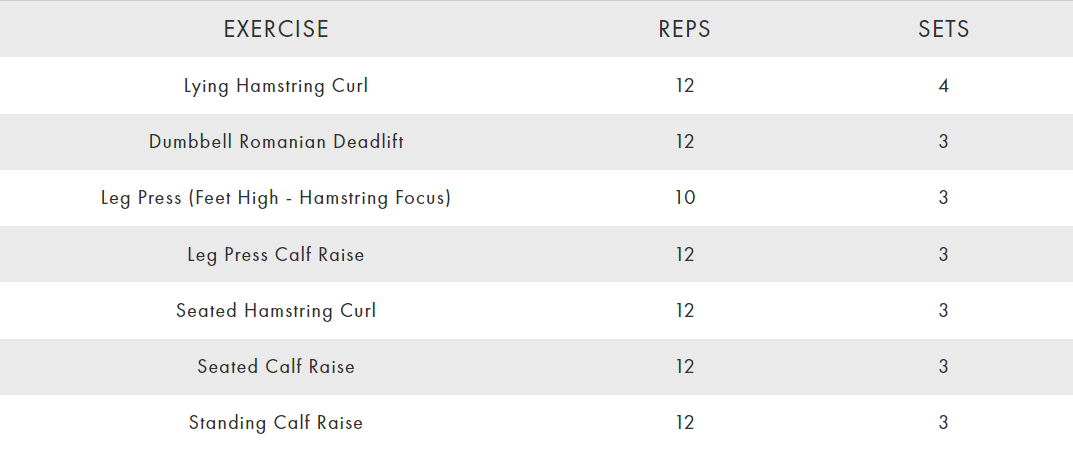 EXERCISE REPS SETS
Lying Hamstring Curl 12 4
Dumbbell Romanian Deadlift 12 3
Leg Press (Feet High - Hamstring Focus) 10 3
Leg Press Calf Raise 12 3
Seated Hamstring Curl 12 3
Seated Calf Raise 12 3
Standing Calf Raise 12 3